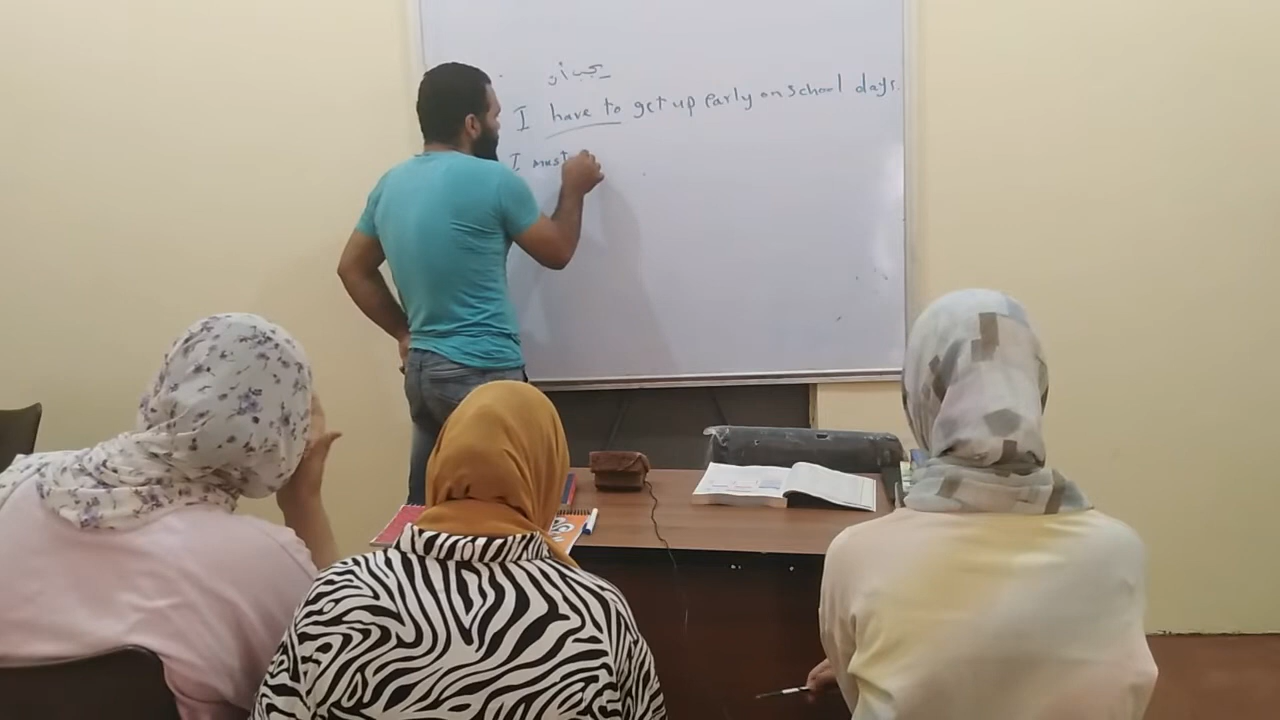 يجب أن
I have to get up early on school days.
I must